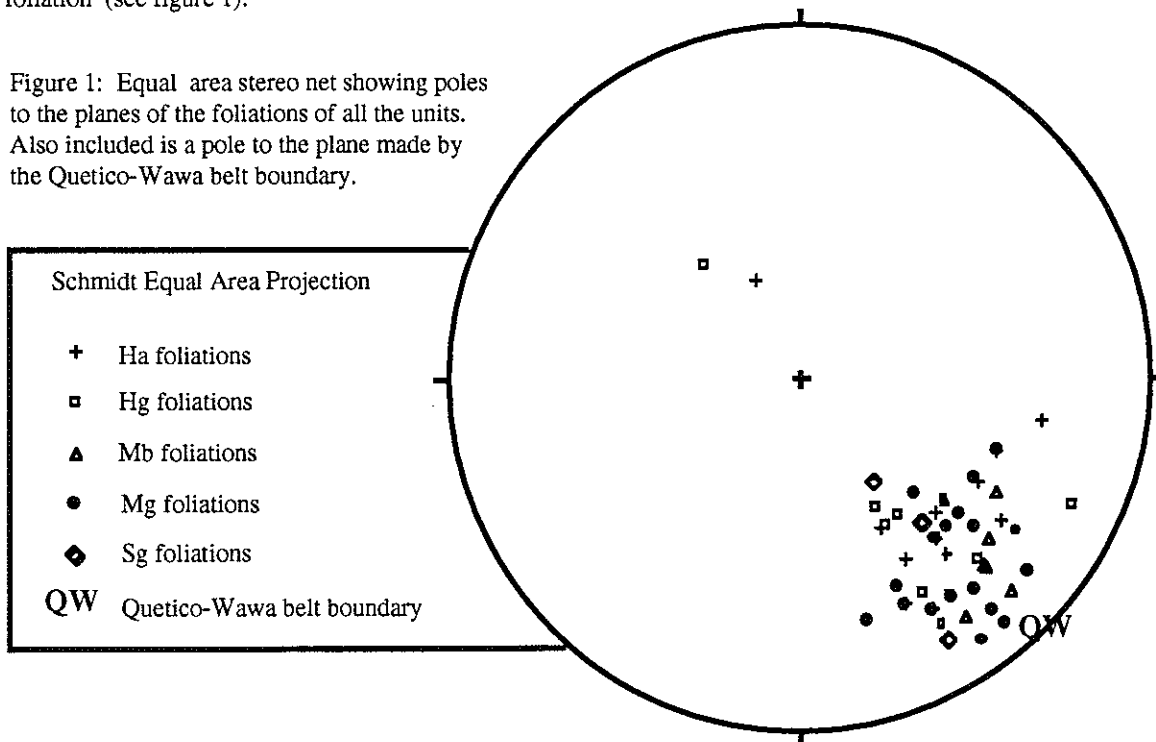 foliation (see figure 1).
Figure 1: Equal area stereo net showing poles
to the planes of the foliations of all the units.
Also included is a pole to the plane made by
the Quetico-Wawa belt boundary.
Schmidt Equal Area Projection
Ha foliations
Hg foliations
Mb foliations
Mg foliations
Sg foliations
QW Quetico-Wawa belt boundary
QW